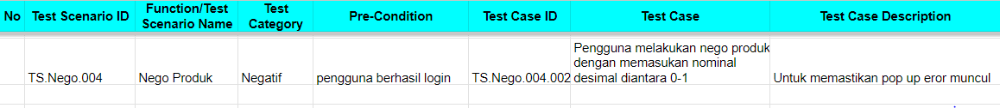 No
Test Scenario ID
Function/Test
Scenario Name
Test
Category
Pre-Condition
Test Case ID
Test Case
Test Case Description
TS.Nego.004
Nego Produk
Negatif
pengguna berhasil login
TS.Nego.004.002
Pengguna melakukan nego produk
dengan memasukan nominal
desimal diantara 0-1
Untuk memastikan pop up eror muncul